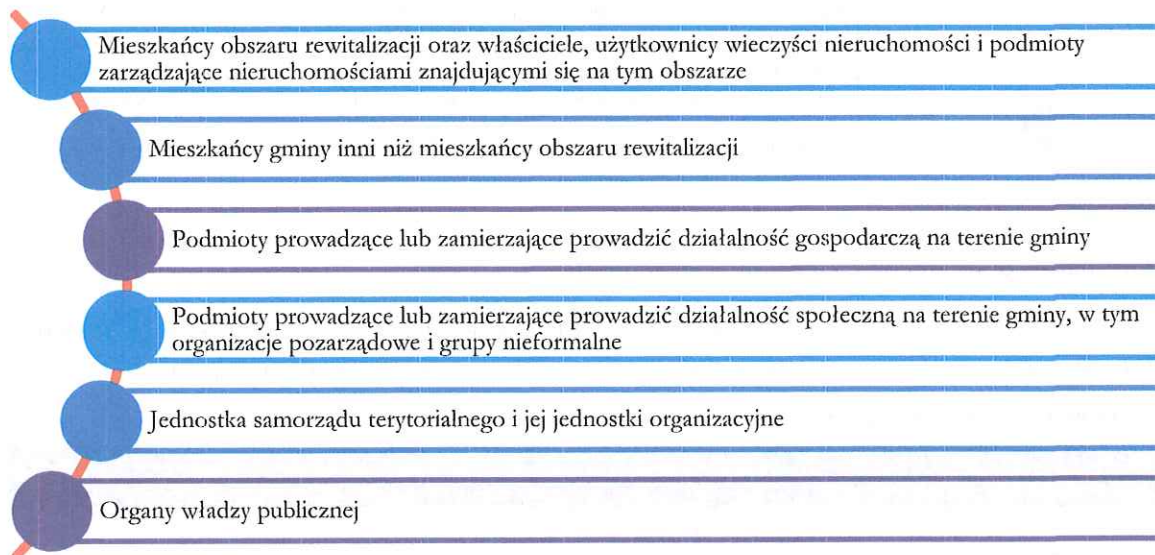 Mieszkańcy obszaru rewitalizacji oraz właściciele, użytkownicy wieczyści nieruchomości i podmioty
zarządzające nieruchomościami znajdującymi się na tym obszarze
Mieszkańcy gminy inni niż mieszkańcy obszaru rewitalizacji
Podmioty prowadzące lub zamierzające prowadzić działalność gospodarczą na terenie gminy
Podmioty prowadzące lub zamierzające prowadzić działalność społeczną na terenie gminy, w tym
organizacje pozarządowe i grupy nieformalne
Jednostka samorządu terytorialnego i jej jednostki organizacyjne
Organy władzy publicznej